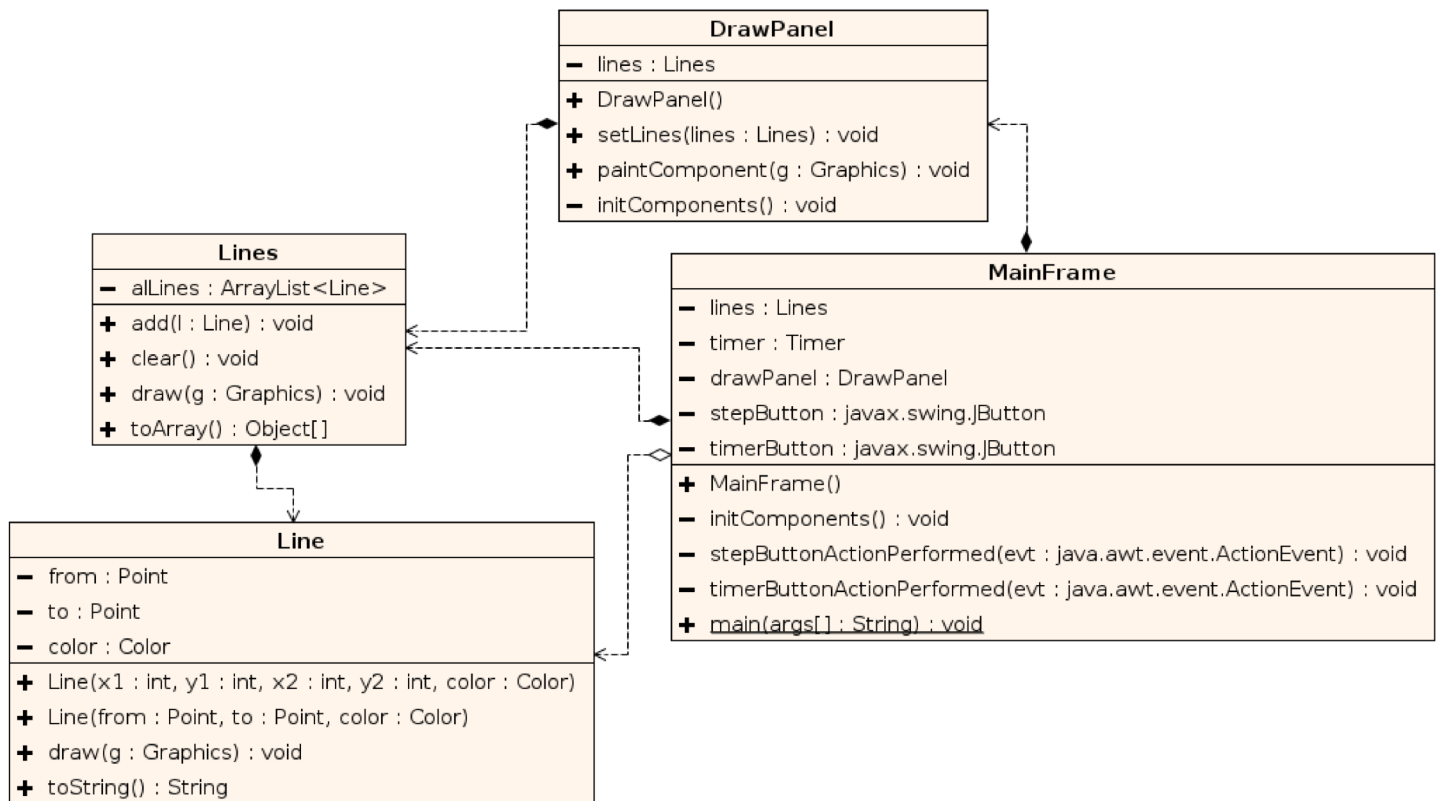 DrawPanel
− lines : Lines
+ DrawPanel()
+ setLines(lines : Lines) : void
+ paintComponent(g : Graphics) : void
− initComponents() : void
Lines
− alLines : ArrayList<Line>
+ add(l : Line) : void
+ clear() : void
+ draw(g : Graphics) : void
+ toArray() : Object[]
MainFrame
− lines : Lines
− timer : Timer
− drawPanel : DrawPanel
− stepButton : javax.swing.JButton
− timerButton : javax.swing.JButton
+ MainFrame()
− initComponents() : void
− stepButtonActionPerformed(evt : java.awt.event.ActionEvent) : void
− timerButtonActionPerformed(evt : java.awt.event.ActionEvent) : void
+ main(args[] : String) : void
Line
− from : Point
− to : Point
− color : Color
+ Line(x1 : int, y1 : int, x2 : int, y2 : int, color : Color)
+ Line(from : Point, to : Point, color : Color)
+ draw(g : Graphics) : void
+ toString() : String